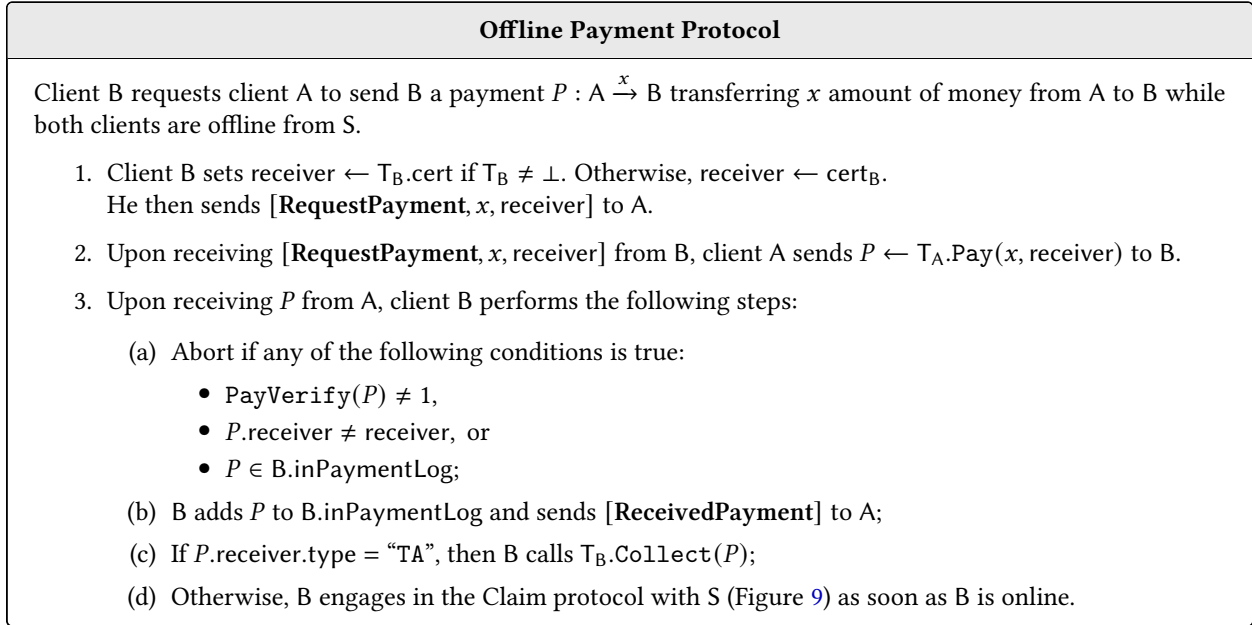 Offline Payment Protocol
Client B requests client A to send B a payment P : A x→ B transferring x amount of money from A to B while
both clients are offline from S.
1. Client B sets receiver ← T_B.cert if T_B ≠ ⊥. Otherwise, receiver ← cert_B.
He then sends [RequestPayment, x, receiver] to A.
2. Upon receiving [RequestPayment, x, receiver] from B, client A sends P ← T_A.Pay(x, receiver) to B.
3. Upon receiving P from A, client B performs the following steps:
(a) Abort if any of the following conditions is true:
• PayVerify(P) ≠ 1,
• P.receiver ≠ receiver, or
• P ∈ B.inPaymentLog;
(b) B adds P to B.inPaymentLog and sends [ReceivedPayment] to A;
(c) If P.receiver.type = “TA”, then B calls T_B.Collect(P);
(d) Otherwise, B engages in the Claim protocol with S (Figure 9) as soon as B is online.